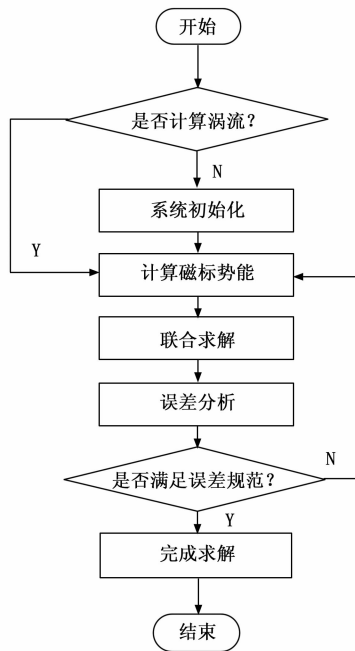 开始
是否计算涡流？
N
系统初始化
Y
计算磁标势能
联合求解
误差分析
是否满足误差规范？
N
Y
完成求解
结束